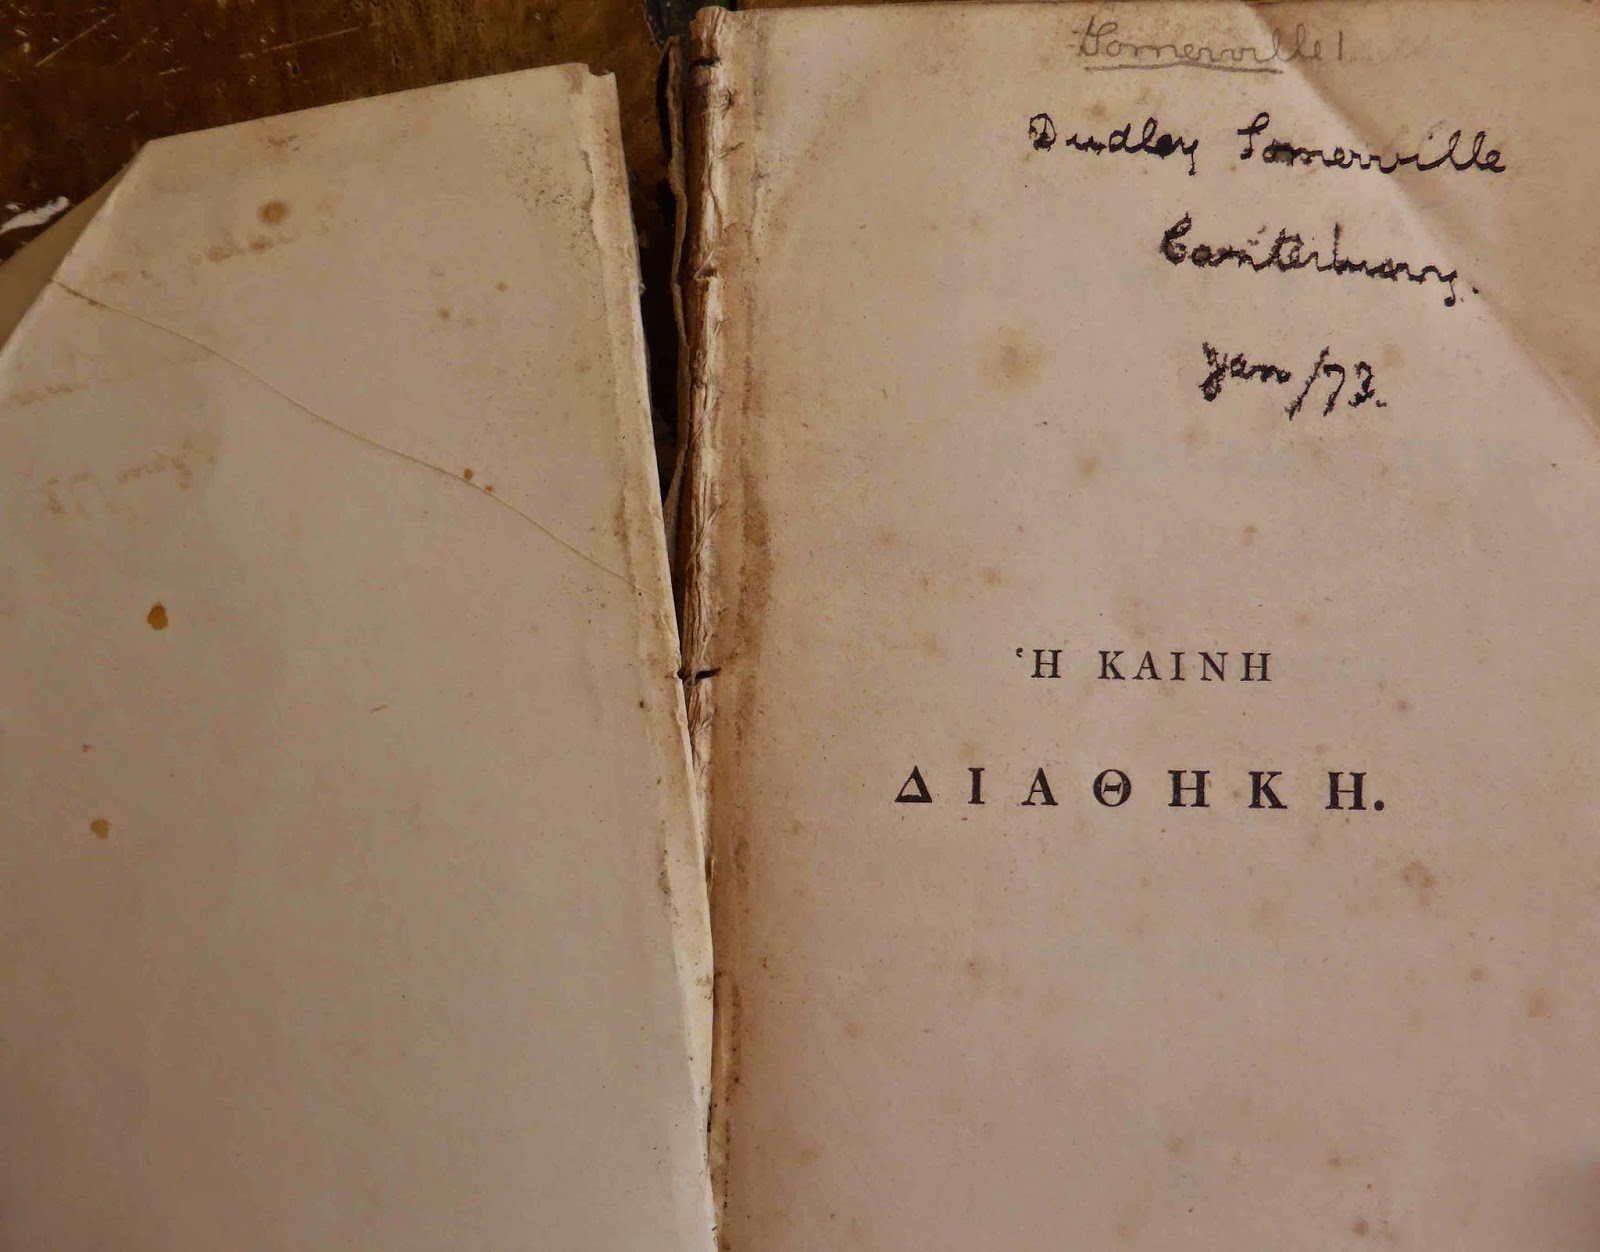 Somerville!
Dudley Somerville
Canterbury.
Jan/73.
Ἡ ΚΑΙΝΗ
ΔΙΑΘΗΚΗ.